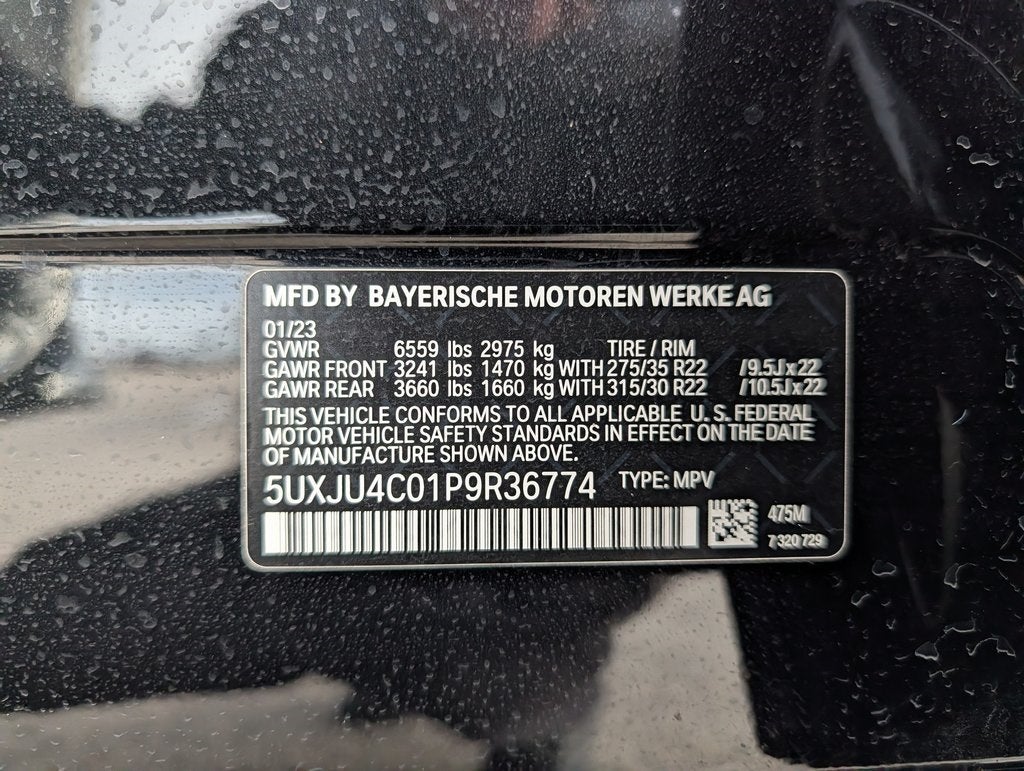 MFD BY BAYERISCHE MOTOREN WERKE AG
01/23
GVWR 6559 lbs 2975 kg TIRE / RIM
GAWR FRONT 3241 lbs 1470 kg WITH 275/35 R22 /9.5Jx22
GAWR REAR 3660 lbs 1660 kg WITH 315/30 R22 /10.5Jx22
THIS VEHICLE CONFORMS TO ALL APPLICABLE U.S. FEDERAL
MOTOR VEHICLE SAFETY STANDARDS IN EFFECT ON THE DATE
OF MANUFACTURE SHOWN ABOVE.
5UXJU4C01P9R36774 TYPE: MPV
475M
7 320 729